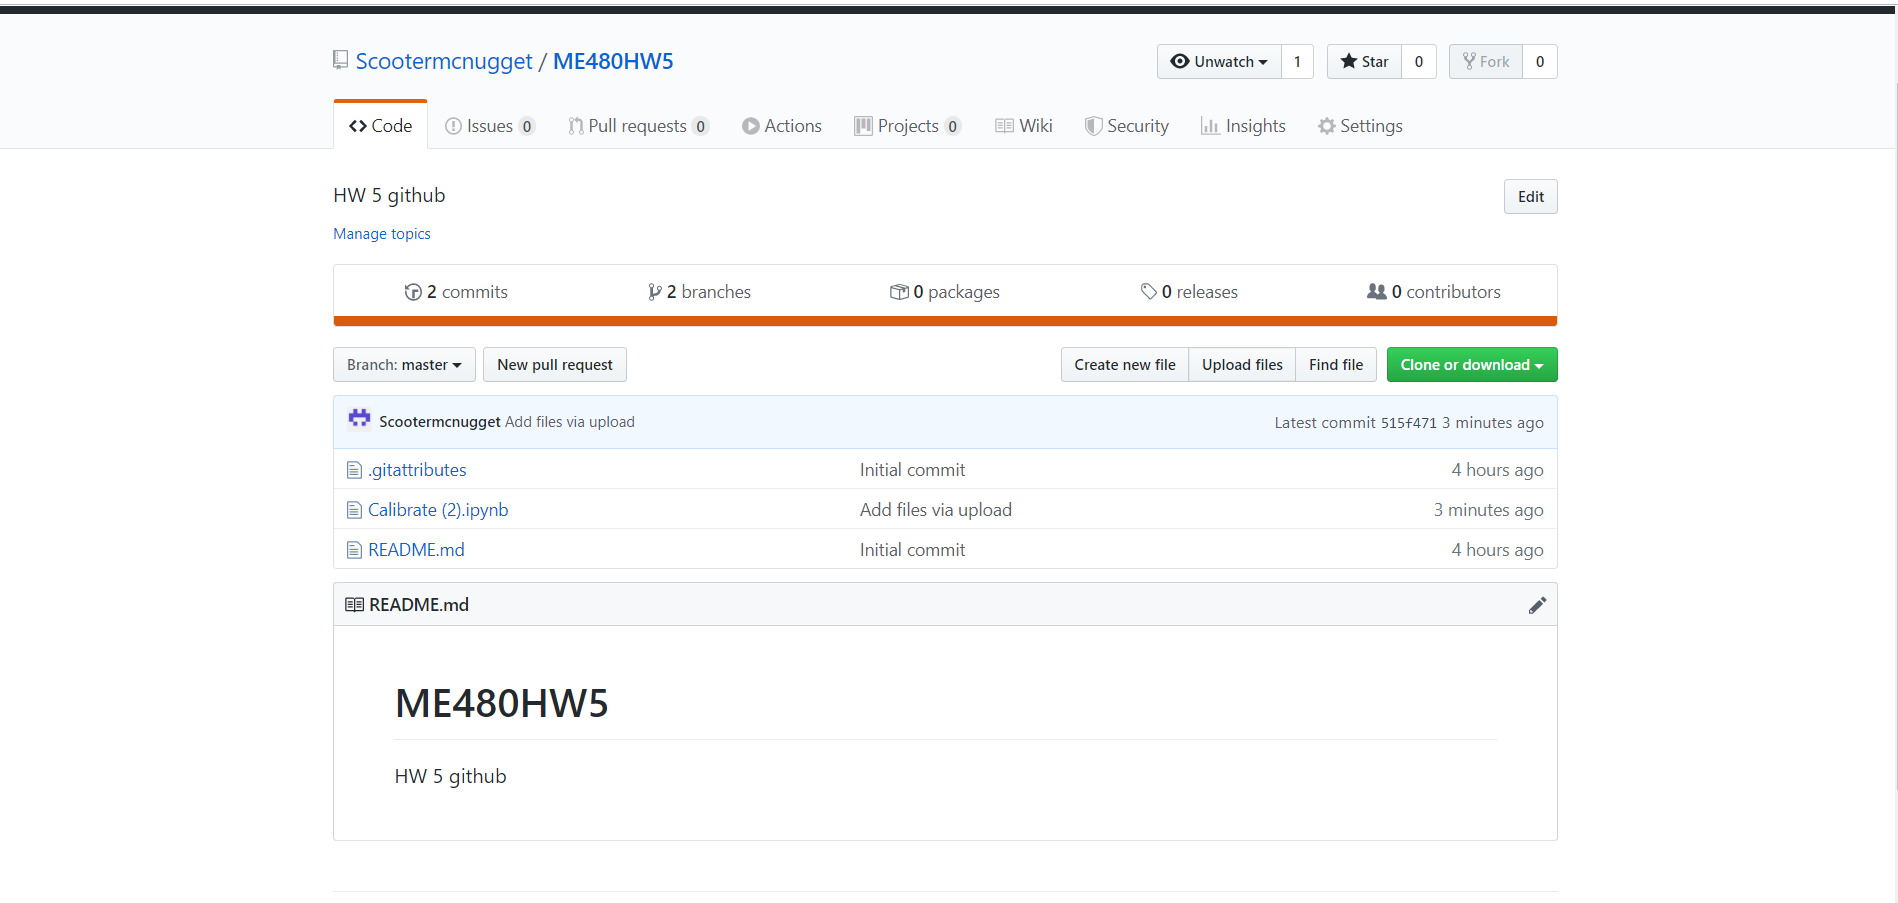 Scootermcnugget / ME480HW5
Unwatch 1 Star 0 Fork 0
Code Issues 0 Pull requests 0 Actions Projects 0 Wiki Security Insights Settings
HW 5 github
Edit
Manage topics
2 commits 2 branches 0 packages 0 releases 0 contributors
Branch: master New pull request Create new file Upload files Find file Clone or download
Scootermcnugget Add files via upload Latest commit 515f471 3 minutes ago
.gitattributes Initial commit 4 hours ago
Calibrate (2).ipynb Add files via upload 3 minutes ago
README.md Initial commit 4 hours ago
README.md
ME480HW5
HW 5 github